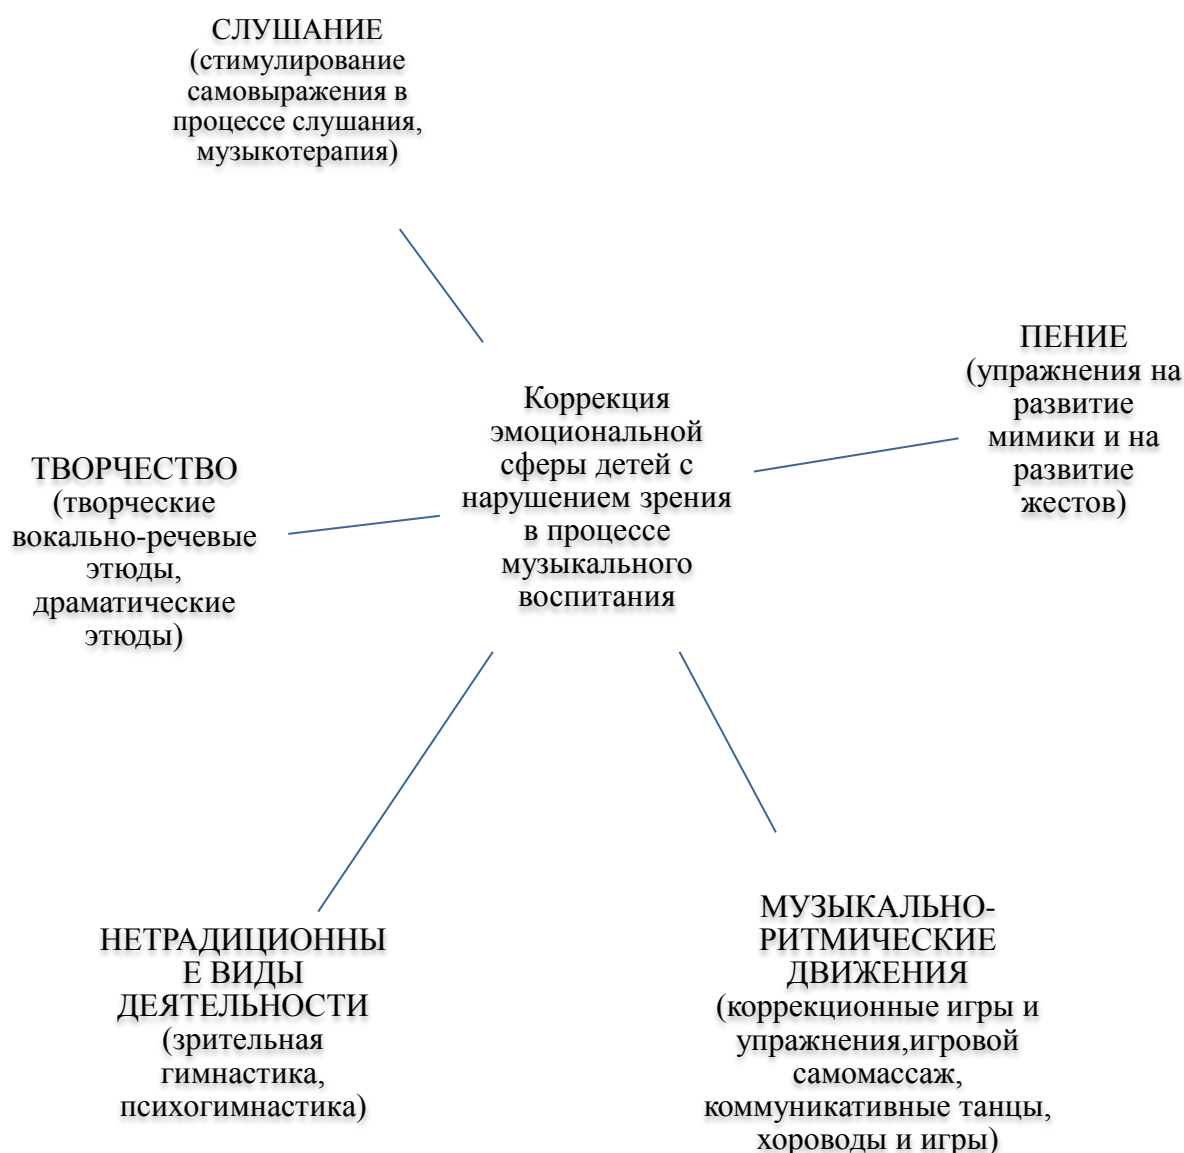 СЛУШАНИЕ
(стимулирование
самовыражения в
процессе слушания,
музыкотерапия)
ПЕНИЕ
(упражнения на
развитие
мимики и на
развитие
жестов)
Коррекция
эмоциональной
сферы детей с
нарушением зрения
в процессе
музыкального
воспитания
ТВОРЧЕСТВО
(творческие
вокально-речевые
этюды,
драматические
этюды)
НЕТРАДИЦИОННЫ
Е ВИДЫ
ДЕЯТЕЛЬНОСТИ
(зрительная
гимнастика,
психогимнастика)
МУЗЫКАЛЬНО-
РИТМИЧЕСКИЕ
ДВИЖЕНИЯ
(коррекционные игры и
упражнения,игровой
самомассаж,
коммуникативные танцы,
хороводы и игры)